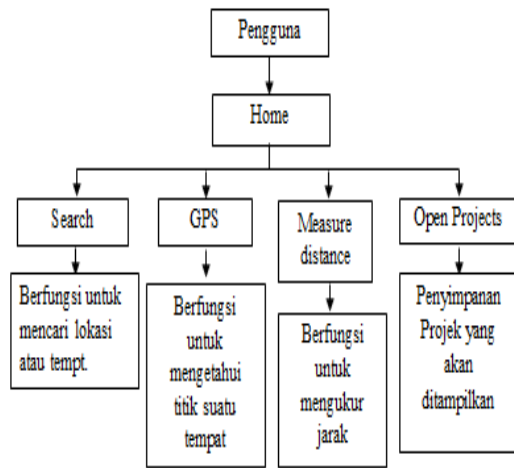 Pengguna
Home
Search
GPS
Measure
distance
Open Projects
Berfungsi untuk
mencari lokasi
atau tempt.
Berfungsi
untuk
mengetahui
titik suatu
tempat
Berfungsi
untuk
mengukur
jarak
Penyimpanan
Projek yang
akan
ditampilkan